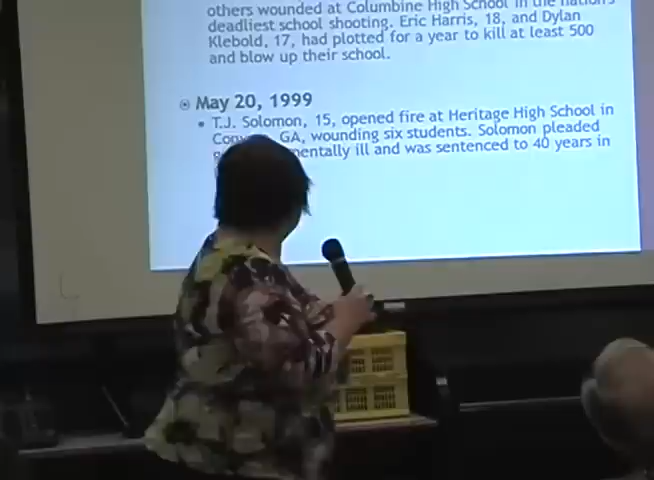 others wounded at Columbine High School in the nation's
deadliest school shooting. Eric Harris, 18, and Dylan
Klebold, 17, had plotted for a year to kill at least 500
and blow up their school.
May 20, 1999
T.J. Solomon, 15, opened fire at Heritage High School in
GA, wounding six students. Solomon pleaded
mentally ill and was sentenced to 40 years in